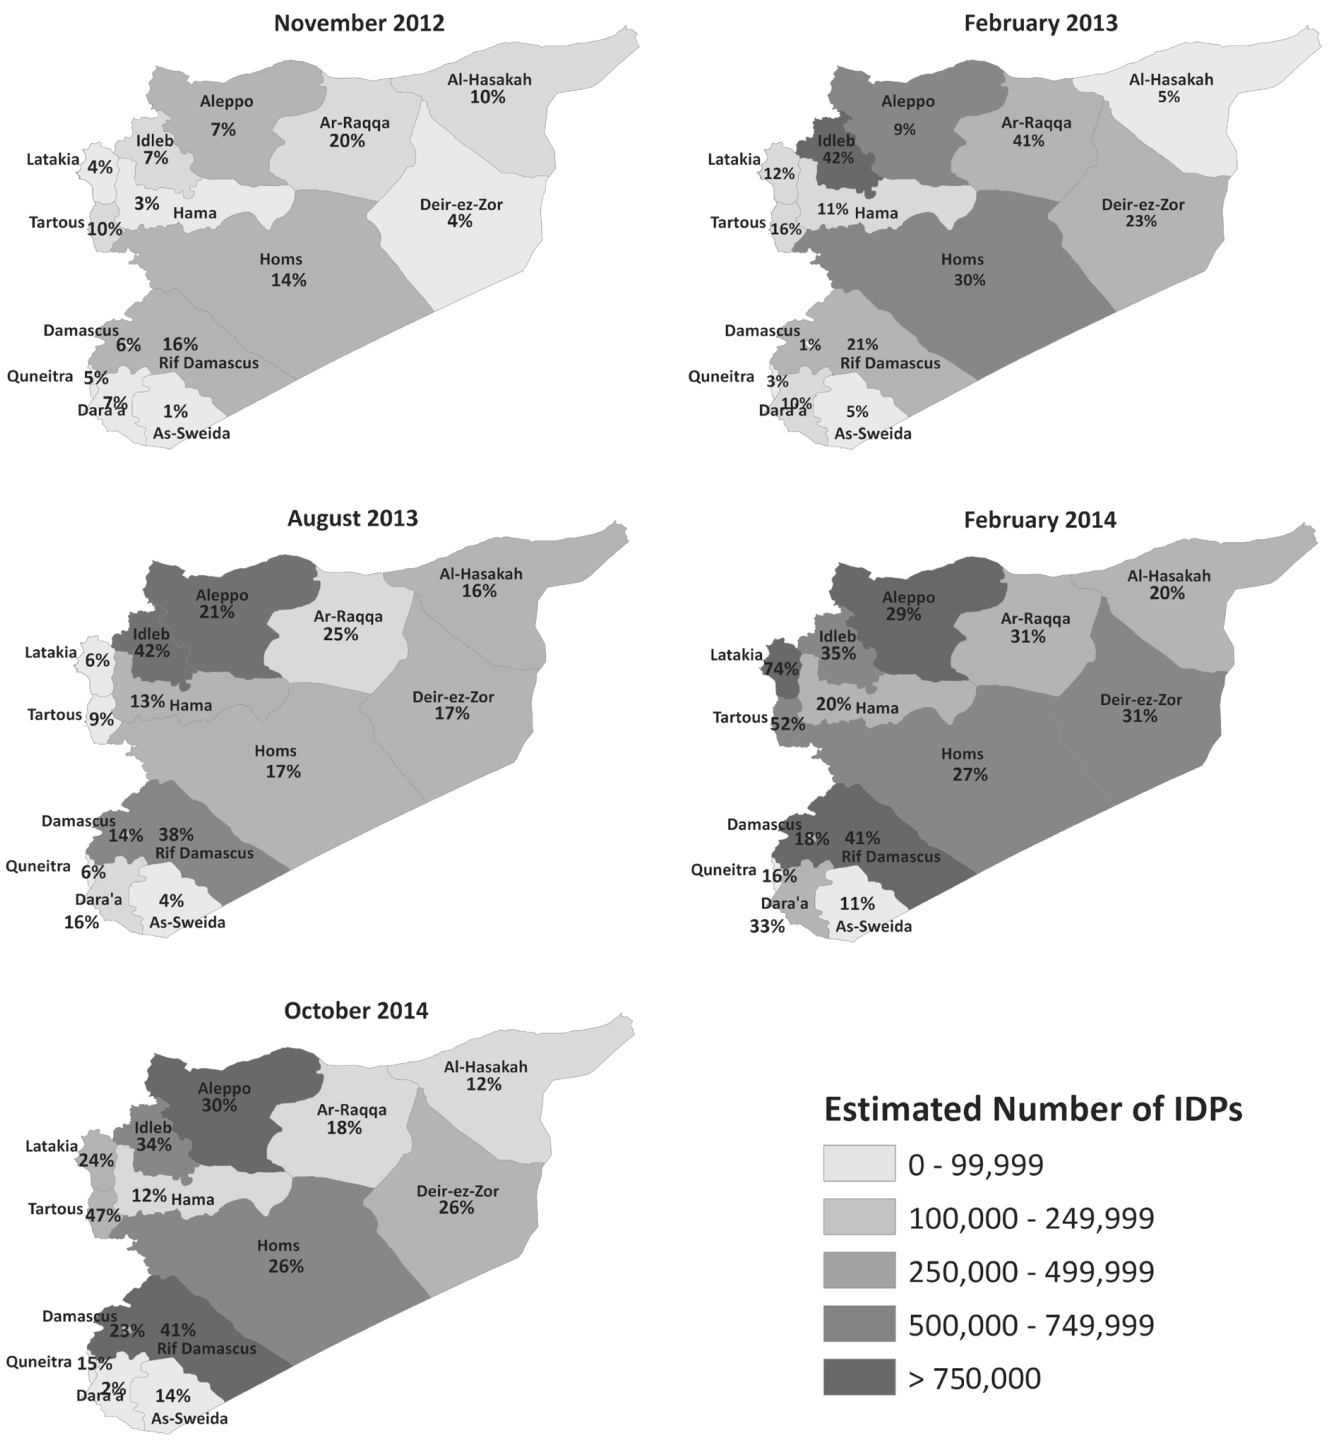 November 2012
Aleppo
7%
Al-Hasakah
10%
Ar-Raqqa
20%
Idleb
7%
Latakia
4%
Tartous
10%
3%
Hama
Deir-ez-Zor
4%
Homs
14%
Damascus
6%
16%
Rif Damascus
Quneitra
5%
7%
Dara'a
1%
As-Sweida
February 2013
Aleppo
9%
Al-Hasakah
5%
Ar-Raqqa
41%
Idleb
42%
Latakia
12%
Tartous
16%
11%
Hama
Deir-ez-Zor
23%
Homs
30%
Damascus
1%
21%
Rif Damascus
Quneitra
3%
10%
Dara'a
5%
As-Sweida
August 2013
Aleppo
21%
Al-Hasakah
16%
Ar-Raqqa
25%
Idleb
42%
Latakia
6%
Tartous
9%
13%
Hama
Deir-ez-Zor
17%
Homs
17%
Damascus
14%
38%
Rif Damascus
Quneitra
6%
Dara'a
16%
4%
As-Sweida
February 2014
Aleppo
29%
Al-Hasakah
20%
Ar-Raqqa
31%
Idleb
35%
Latakia
74%
Tartous
52%
20%
Hama
Deir-ez-Zor
31%
Homs
27%
Damascus
18%
41%
Rif Damascus
Quneitra
16%
Dara'a
33%
11%
As-Sweida
October 2014
Aleppo
30%
Al-Hasakah
12%
Ar-Raqqa
18%
Idleb
34%
Latakia
24%
Tartous
47%
12%
Hama
Deir-ez-Zor
26%
Homs
26%
Damascus
23%
41%
Rif Damascus
Quneitra
15%
2%
Dara'a
14%
As-Sweida
Estimated Number of IDPs
0 - 99,999
100,000 - 249,999
250,000 - 499,999
500,000 - 749,999
> 750,000